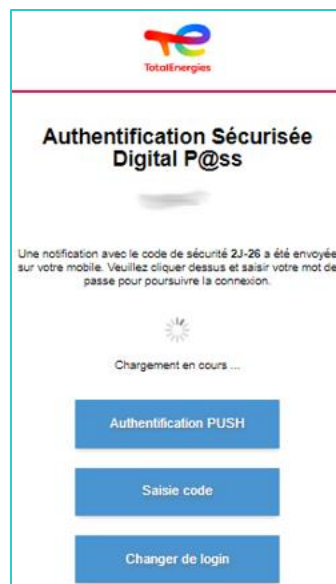 TotalEnergies
Authentification Sécurisée
Digital P@ss
Une notification avec le code de sécurité 2J-26 a été envoyée
sur votre mobile. Veuillez cliquer dessus et saisir votre mot de
passe pour poursuivre la connexion.
Chargement en cours ...
Authentification PUSH
Saisie code
Changer de login